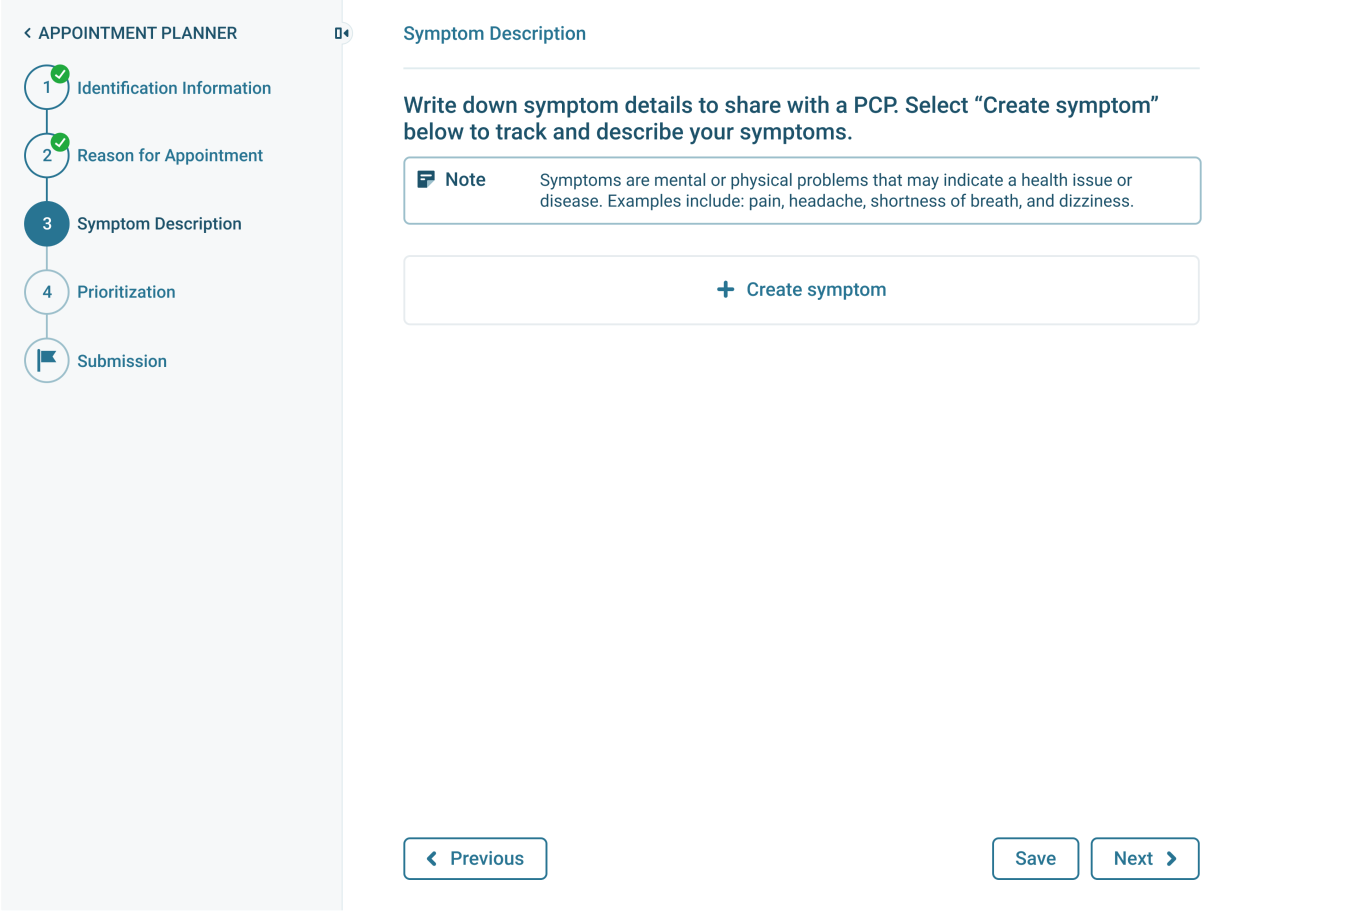 APPOINTMENT PLANNER
1 Identification Information
2 Reason for Appointment
3 Symptom Description
4 Prioritization
Submission
Symptom Description
Write down symptom details to share with a PCP. Select “Create symptom”
below to track and describe your symptoms.
Note
Symptoms are mental or physical problems that may indicate a health issue or
disease. Examples include: pain, headache, shortness of breath, and dizziness.
Create symptom
Previous
Save
Next